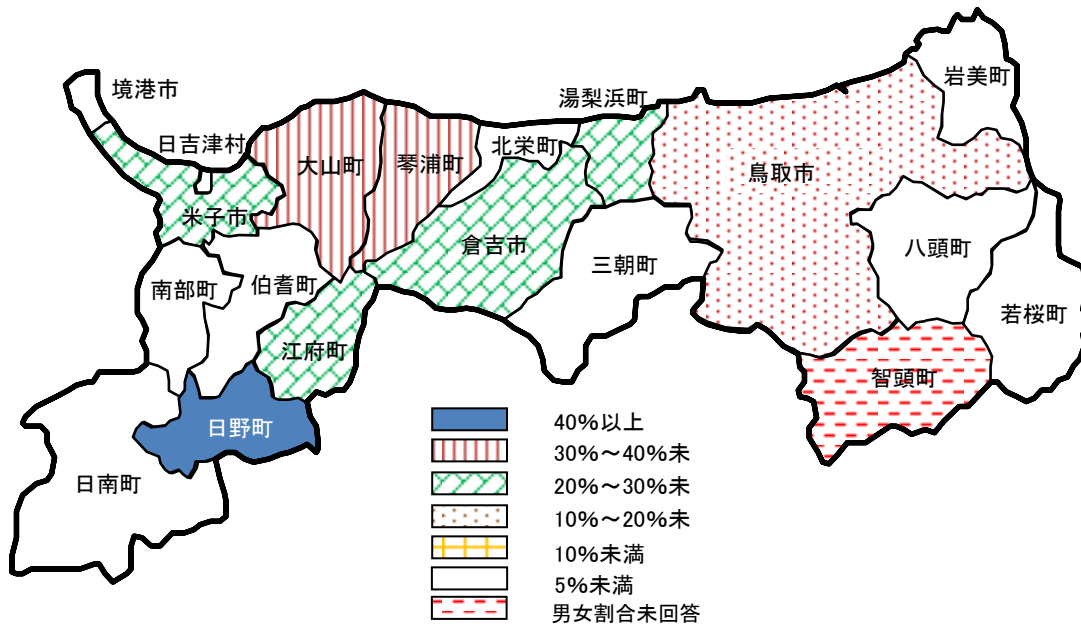 岩美町
境港市
湯梨浜町
日吉津村
北栄町
大山町
琴浦町
鳥取市
米子市
倉吉市
八頭町
三朝町
伯耆町
南部町
若桜町
江府町
智頭町
日野町
日南町
40%以上
30%～40%未
20%～30%未
10%～20%未
10%未満
5%未満
男女割合未回答